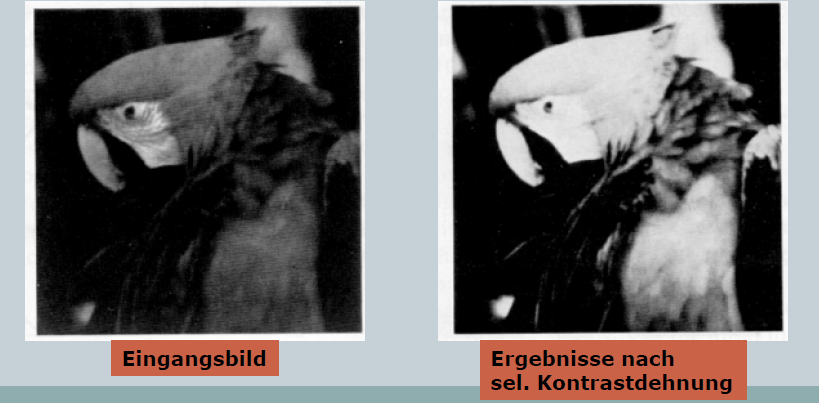 Eingangsbild
Ergebnisse nach
sel. Kontrastdehnung